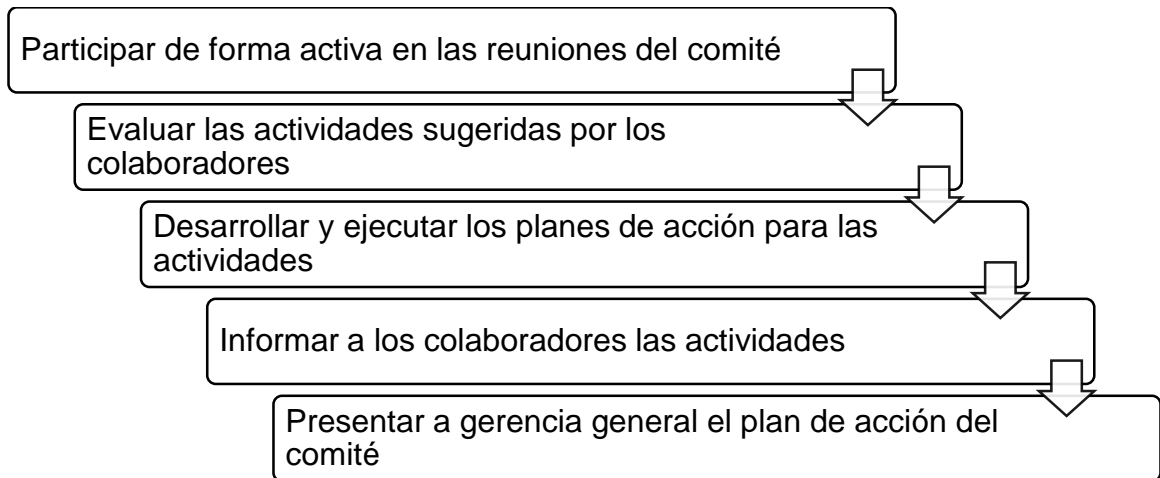 Participar de forma activa en las reuniones del comité
Evaluar las actividades sugeridas por los
colaboradores
Desarrollar y ejecutar los planes de acción para las
actividades
Informar a los colaboradores las actividades
Presentar a gerencia general el plan de acción del
comité